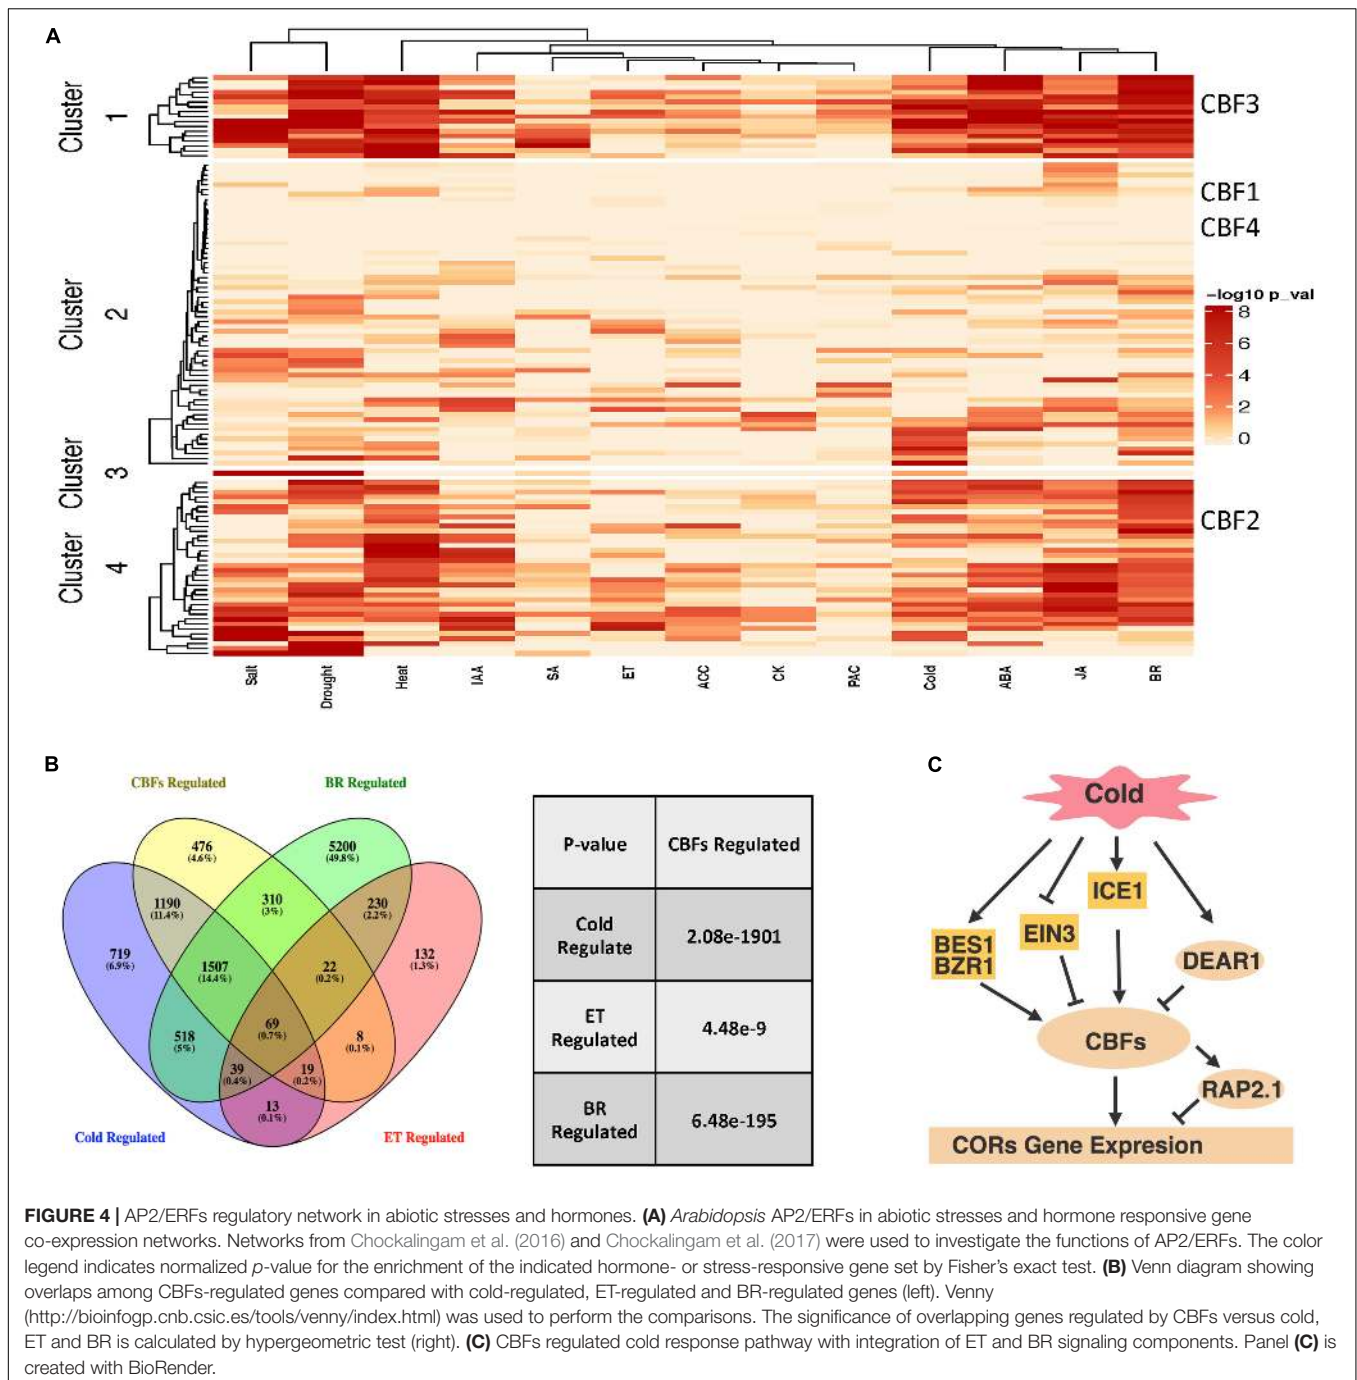 A
Cluster
1
CBF3
CBF1
CBF4
Cluster
2
−log10 p_val
8
6
4
2
0
Cluster
3
CBF2
Cluster
4
Salt
Drought
Heat
IAA
SA
ET
ACC
CK
PAC
Cold
ABA
JA
BR
B
CBFs Regulated
BR Regulated
476
(4.6%)
5200
(49.8%)
1190
(11.4%)
310
(3%)
230
(2.2%)
719
(6.9%)
1507
(14.4%)
22
(0.2%)
132
(1.3%)
69
(0.7%)
518
(5%)
8
(0.1%)
39
(0.4%)
19
(0.2%)
13
(0.1%)
Cold Regulated
ET Regulated
P-value
CBFs Regulated
Cold
Regulate
2.08e-1901
ET
Regulated
4.48e-9
BR
Regulated
6.48e-195
C
Cold
ICE1
EIN3
BES1
BZR1
DEAR1
CBFs
RAP2.1
CORs Gene Expresion
FIGURE 4 | AP2/ERFs regulatory network in abiotic stresses and hormones. (A) Arabidopsis AP2/ERFs in abiotic stresses and hormone responsive gene
co-expression networks. Networks from Chockalingam et al. (2016) and Chockalingam et al. (2017) were used to investigate the functions of AP2/ERFs. The color
legend indicates normalized p-value for the enrichment of the indicated hormone- or stress-responsive gene set by Fisher's exact test. (B) Venn diagram showing
overlaps among CBFs-regulated genes compared with cold-regulated, ET-regulated and BR-regulated genes (left). Venny
(http://bioinfogp.cnb.csic.es/tools/venny/index.html) was used to perform the comparisons. The significance of overlapping genes regulated by CBFs versus cold,
ET and BR is calculated by hypergeometric test (right). (C) CBFs regulated cold response pathway with integration of ET and BR signaling components. Panel (C) is
created with BioRender.